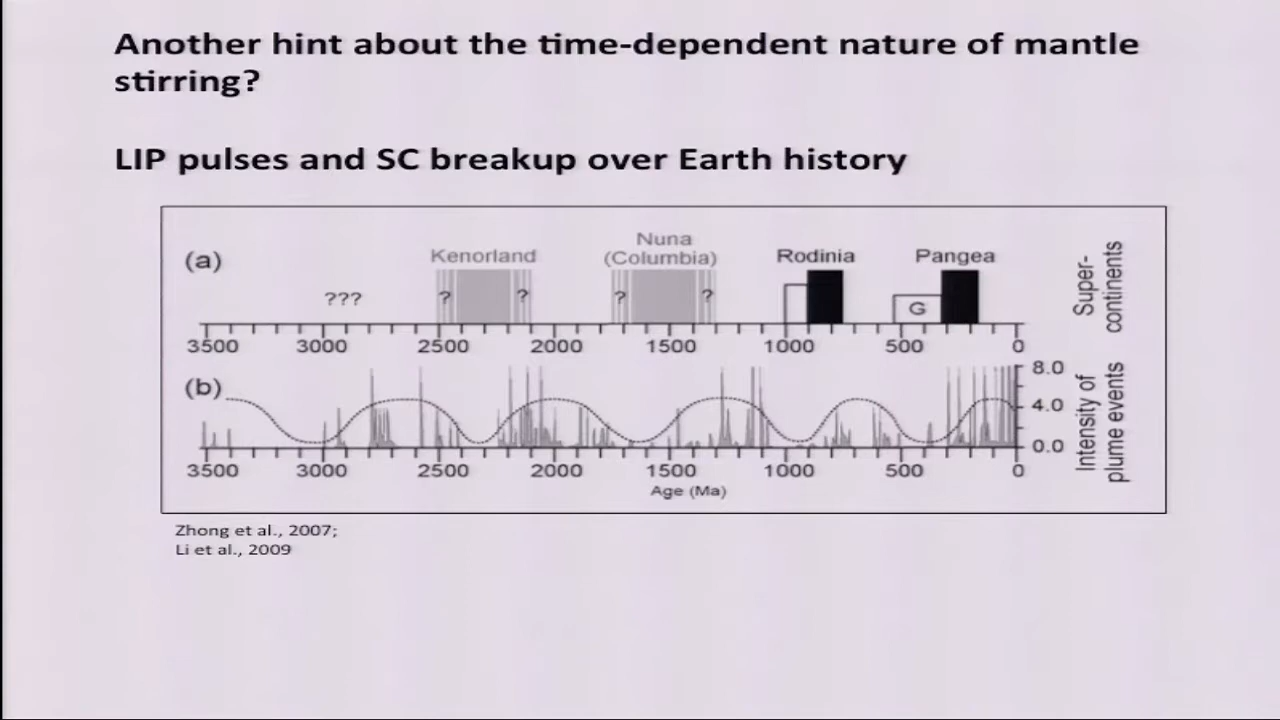 Another hint about the time-dependent nature of mantle
stirring?
LIP pulses and SC breakup over Earth history
(a)
???
Kenorland
? ?
Nuna
(Columbia)
? ?
Rodinia
Pangea
G
Super-
continents
3500 3000 2500 2000 1500 1000 500 0
(b)
8.0
4.0
0.0
Intensity of
plume events
3500 3000 2500 2000 1500 1000 500 0
Age (Ma)
Zhong et al., 2007;
Li et al., 2009